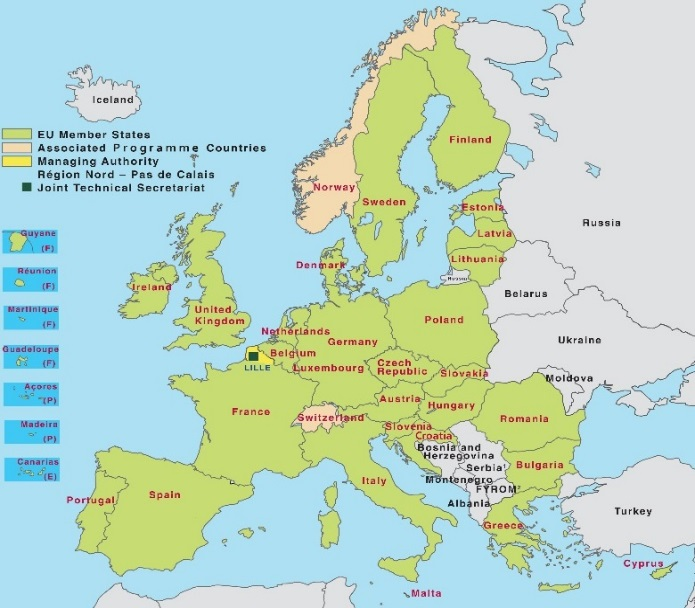 Iceland
EU Member States
Associated Programme Countries
Managing Authority
Région Nord – Pas de Calais
Joint Technical Secretariat
Finland
Norway
Sweden
Estonia
Russia
Latvia
Guyane
(F)
Lithuania
Denmark
Réunion
(F)
Russia
Ireland
Belarus
United
Kingdom
Martinique
(F)
Poland
Netherlands
Germany
Ukraine
Guadeloupe
(F)
Belgium
LILLE
Luxembourg
Czech
Republic
Slovakia
Moldova
Açores
(P)
Austria
Hungary
France
Switzerland
Romania
Madeira
(P)
Slovenia
Croatia
Bosnia and
Herzegovina
Serbia
Bulgaria
Canarias
(E)
Italy
Montenegro
FYROM
Portugal
Spain
Albania
Turkey
Greece
Cyprus
Malta